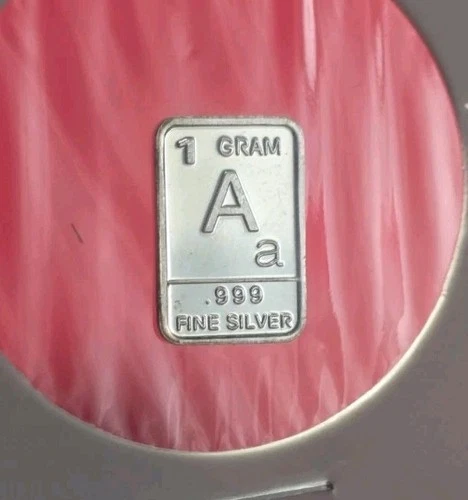 1 GRAM
A
a
.999
FINE SILVER